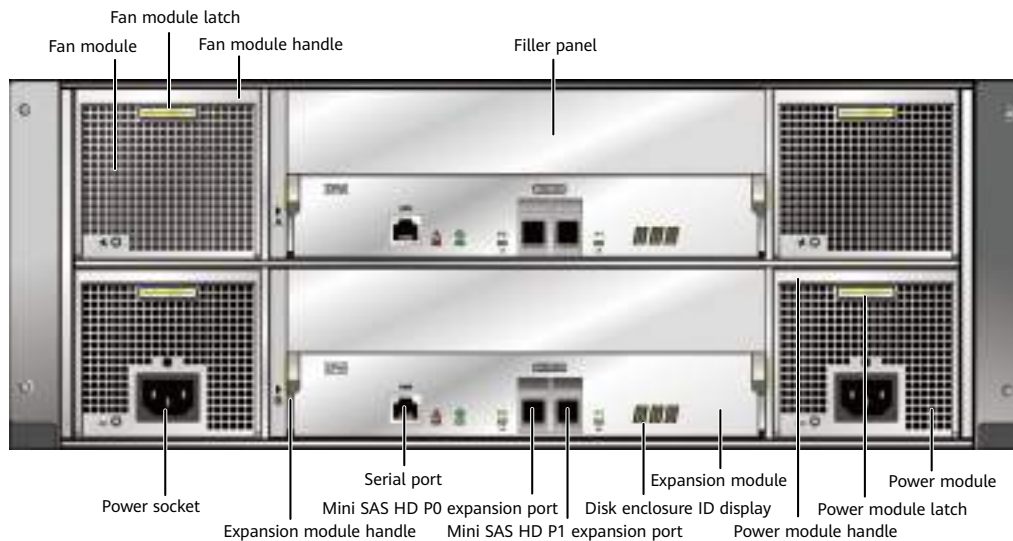 Fan module latch
Fan module
Fan module handle
Filler panel
Serial port
Expansion module
Power module
Power socket
Mini SAS HD P0 expansion port
Disk enclosure ID display
Power module latch
Expansion module handle
Mini SAS HD P1 expansion port
Power module handle